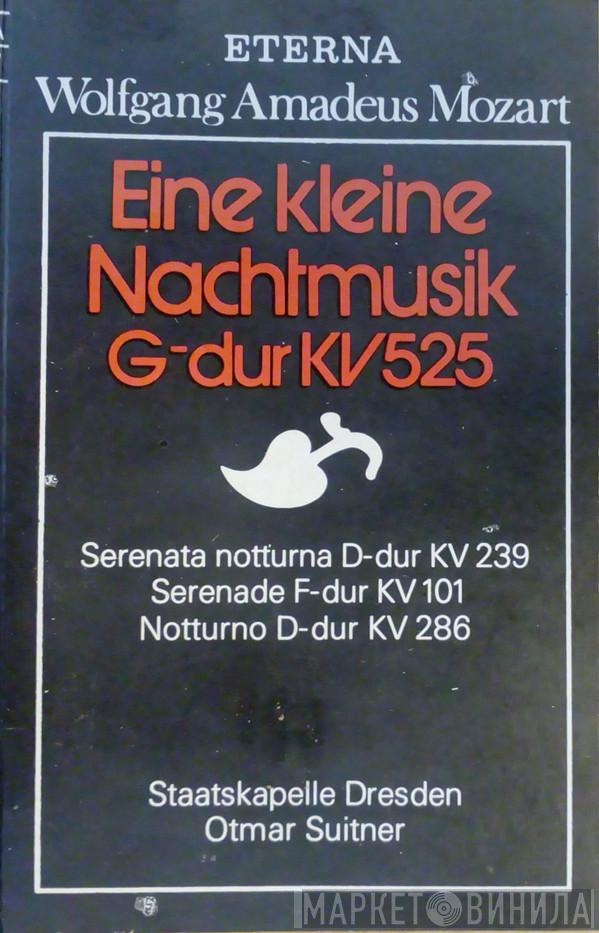 ETERNA
Wolfgang Amadeus Mozart
Eine kleine
Nachtmusik
G-dur KV 525
Serenata notturna D-dur KV 239
Serenade F-dur KV 101
Notturno D-dur KV 286
Staatskapelle Dresden
Otmar Suitner
МАРКЕТ ВИНИЛА